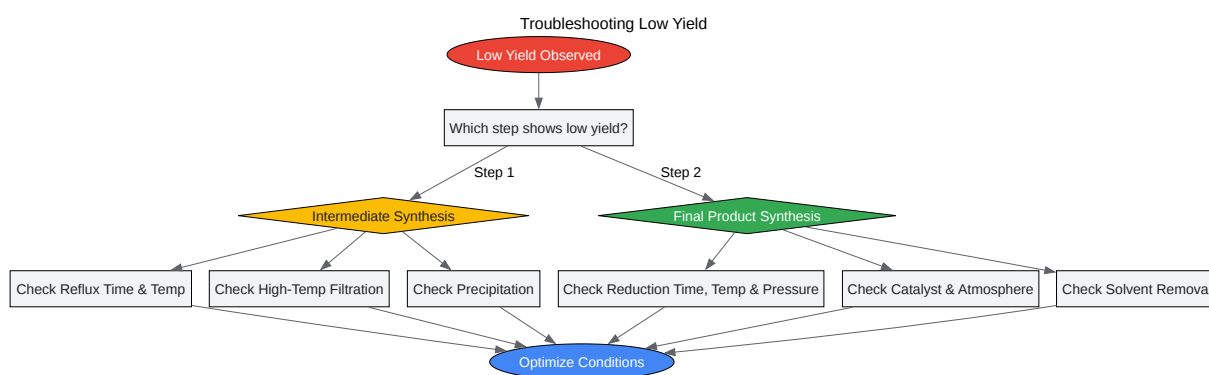 Troubleshooting Low Yield
Low Yield Observed
Which step shows low yield?
Step 1
Step 2
Intermediate Synthesis
Final Product Synthesis
Check Reflux Time & Temp
Check High-Temp Filtration
Check Precipitation
Check Reduction Time, Temp & Pressure
Check Catalyst & Atmosphere
Check Solvent Remova
Optimize Conditions